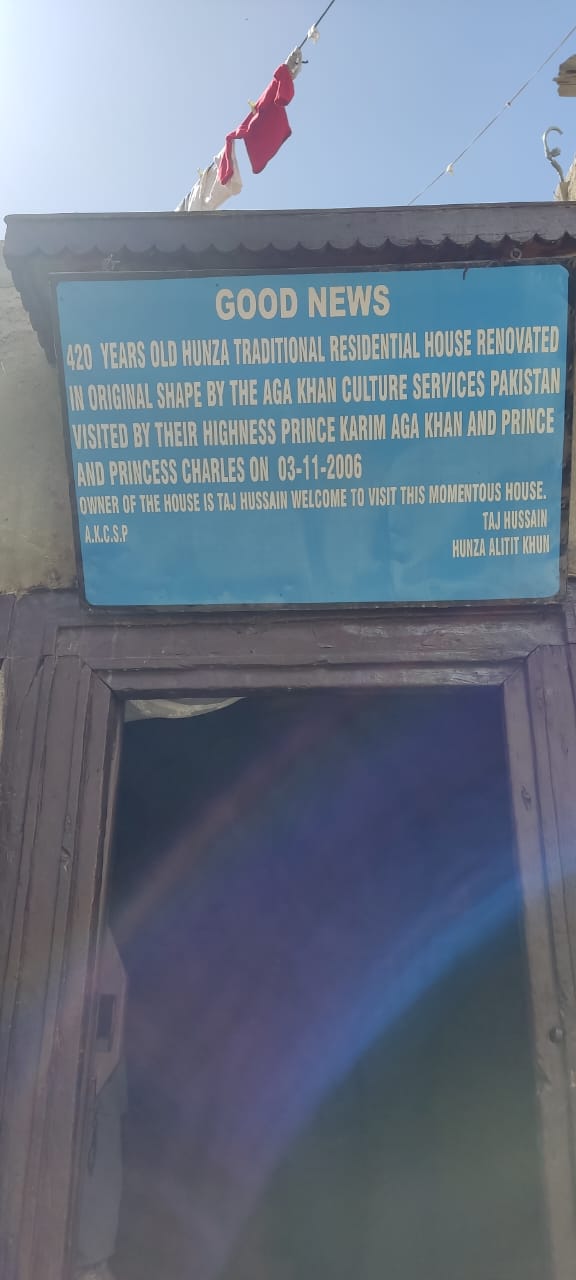 GOOD NEWS
420 YEARS OLD HUNZA TRADITIONAL RESIDENTIAL HOUSE RENOVATED
IN ORIGINAL SHAPE BY THE AGA KHAN CULTURE SERVICES PAKISTAN
VISITED BY THEIR HIGHNESS PRINCE KARIM AGA KHAN AND PRINCE
AND PRINCESS CHARLES ON 03-11-2006
OWNER OF THE HOUSE IS TAJ HUSSAIN WELCOME TO VISIT THIS MOMENTOUS HOUSE.
A.K.C.S.P
TAJ HUSSAIN
HUNZA ALITIT KHUN